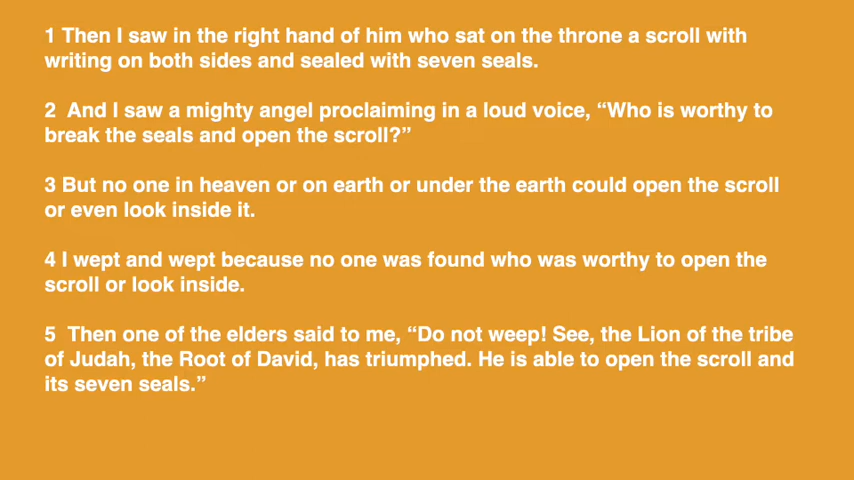 1 Then I saw in the right hand of him who sat on the throne a scroll with
writing on both sides and sealed with seven seals.
2  And I saw a mighty angel proclaiming in a loud voice, “Who is worthy to
break the seals and open the scroll?”
3 But no one in heaven or on earth or under the earth could open the scroll
or even look inside it.
4 I wept and wept because no one was found who was worthy to open the
scroll or look inside.
5  Then one of the elders said to me, “Do not weep! See, the Lion of the tribe
of Judah, the Root of David, has triumphed. He is able to open the scroll and
its seven seals.”